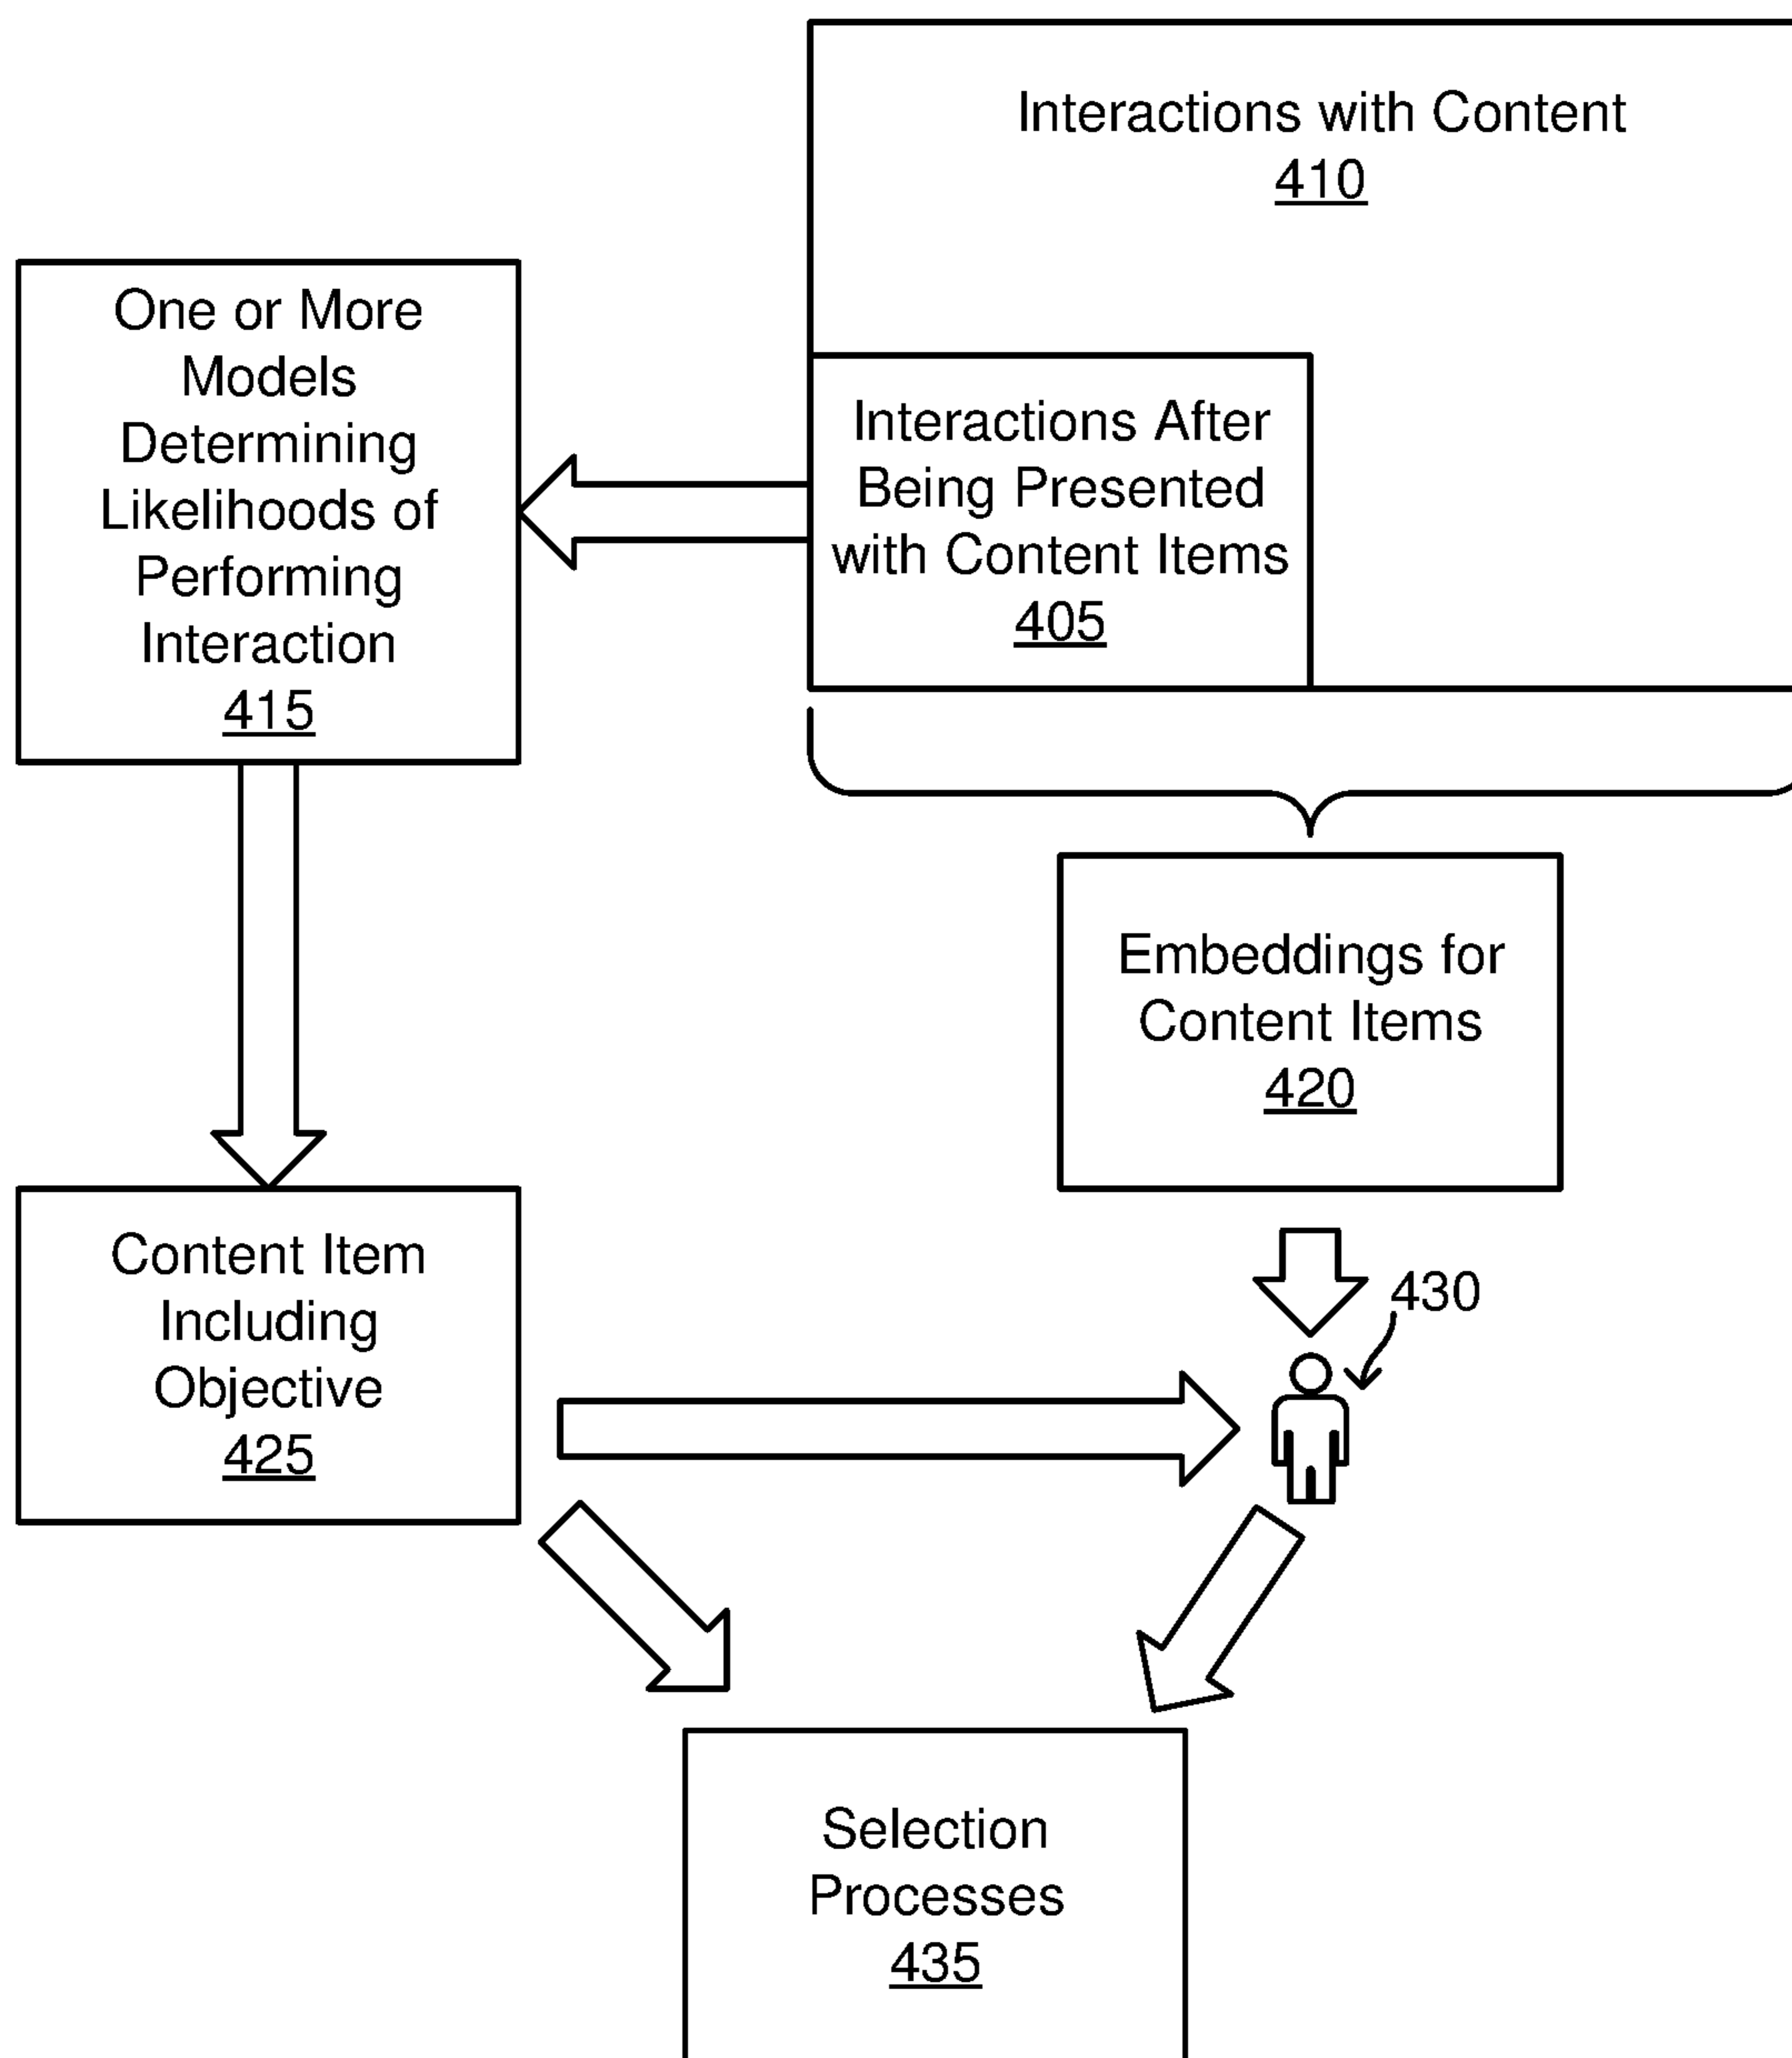 Interactions with Content
410
One or More
Models
Determining
Likelihoods of
Performing
Interaction
415
Interactions After
Being Presented
with Content Items
405
Embeddings for
Content Items
420
Content Item
Including
Objective
425
430
Selection
Processes
435